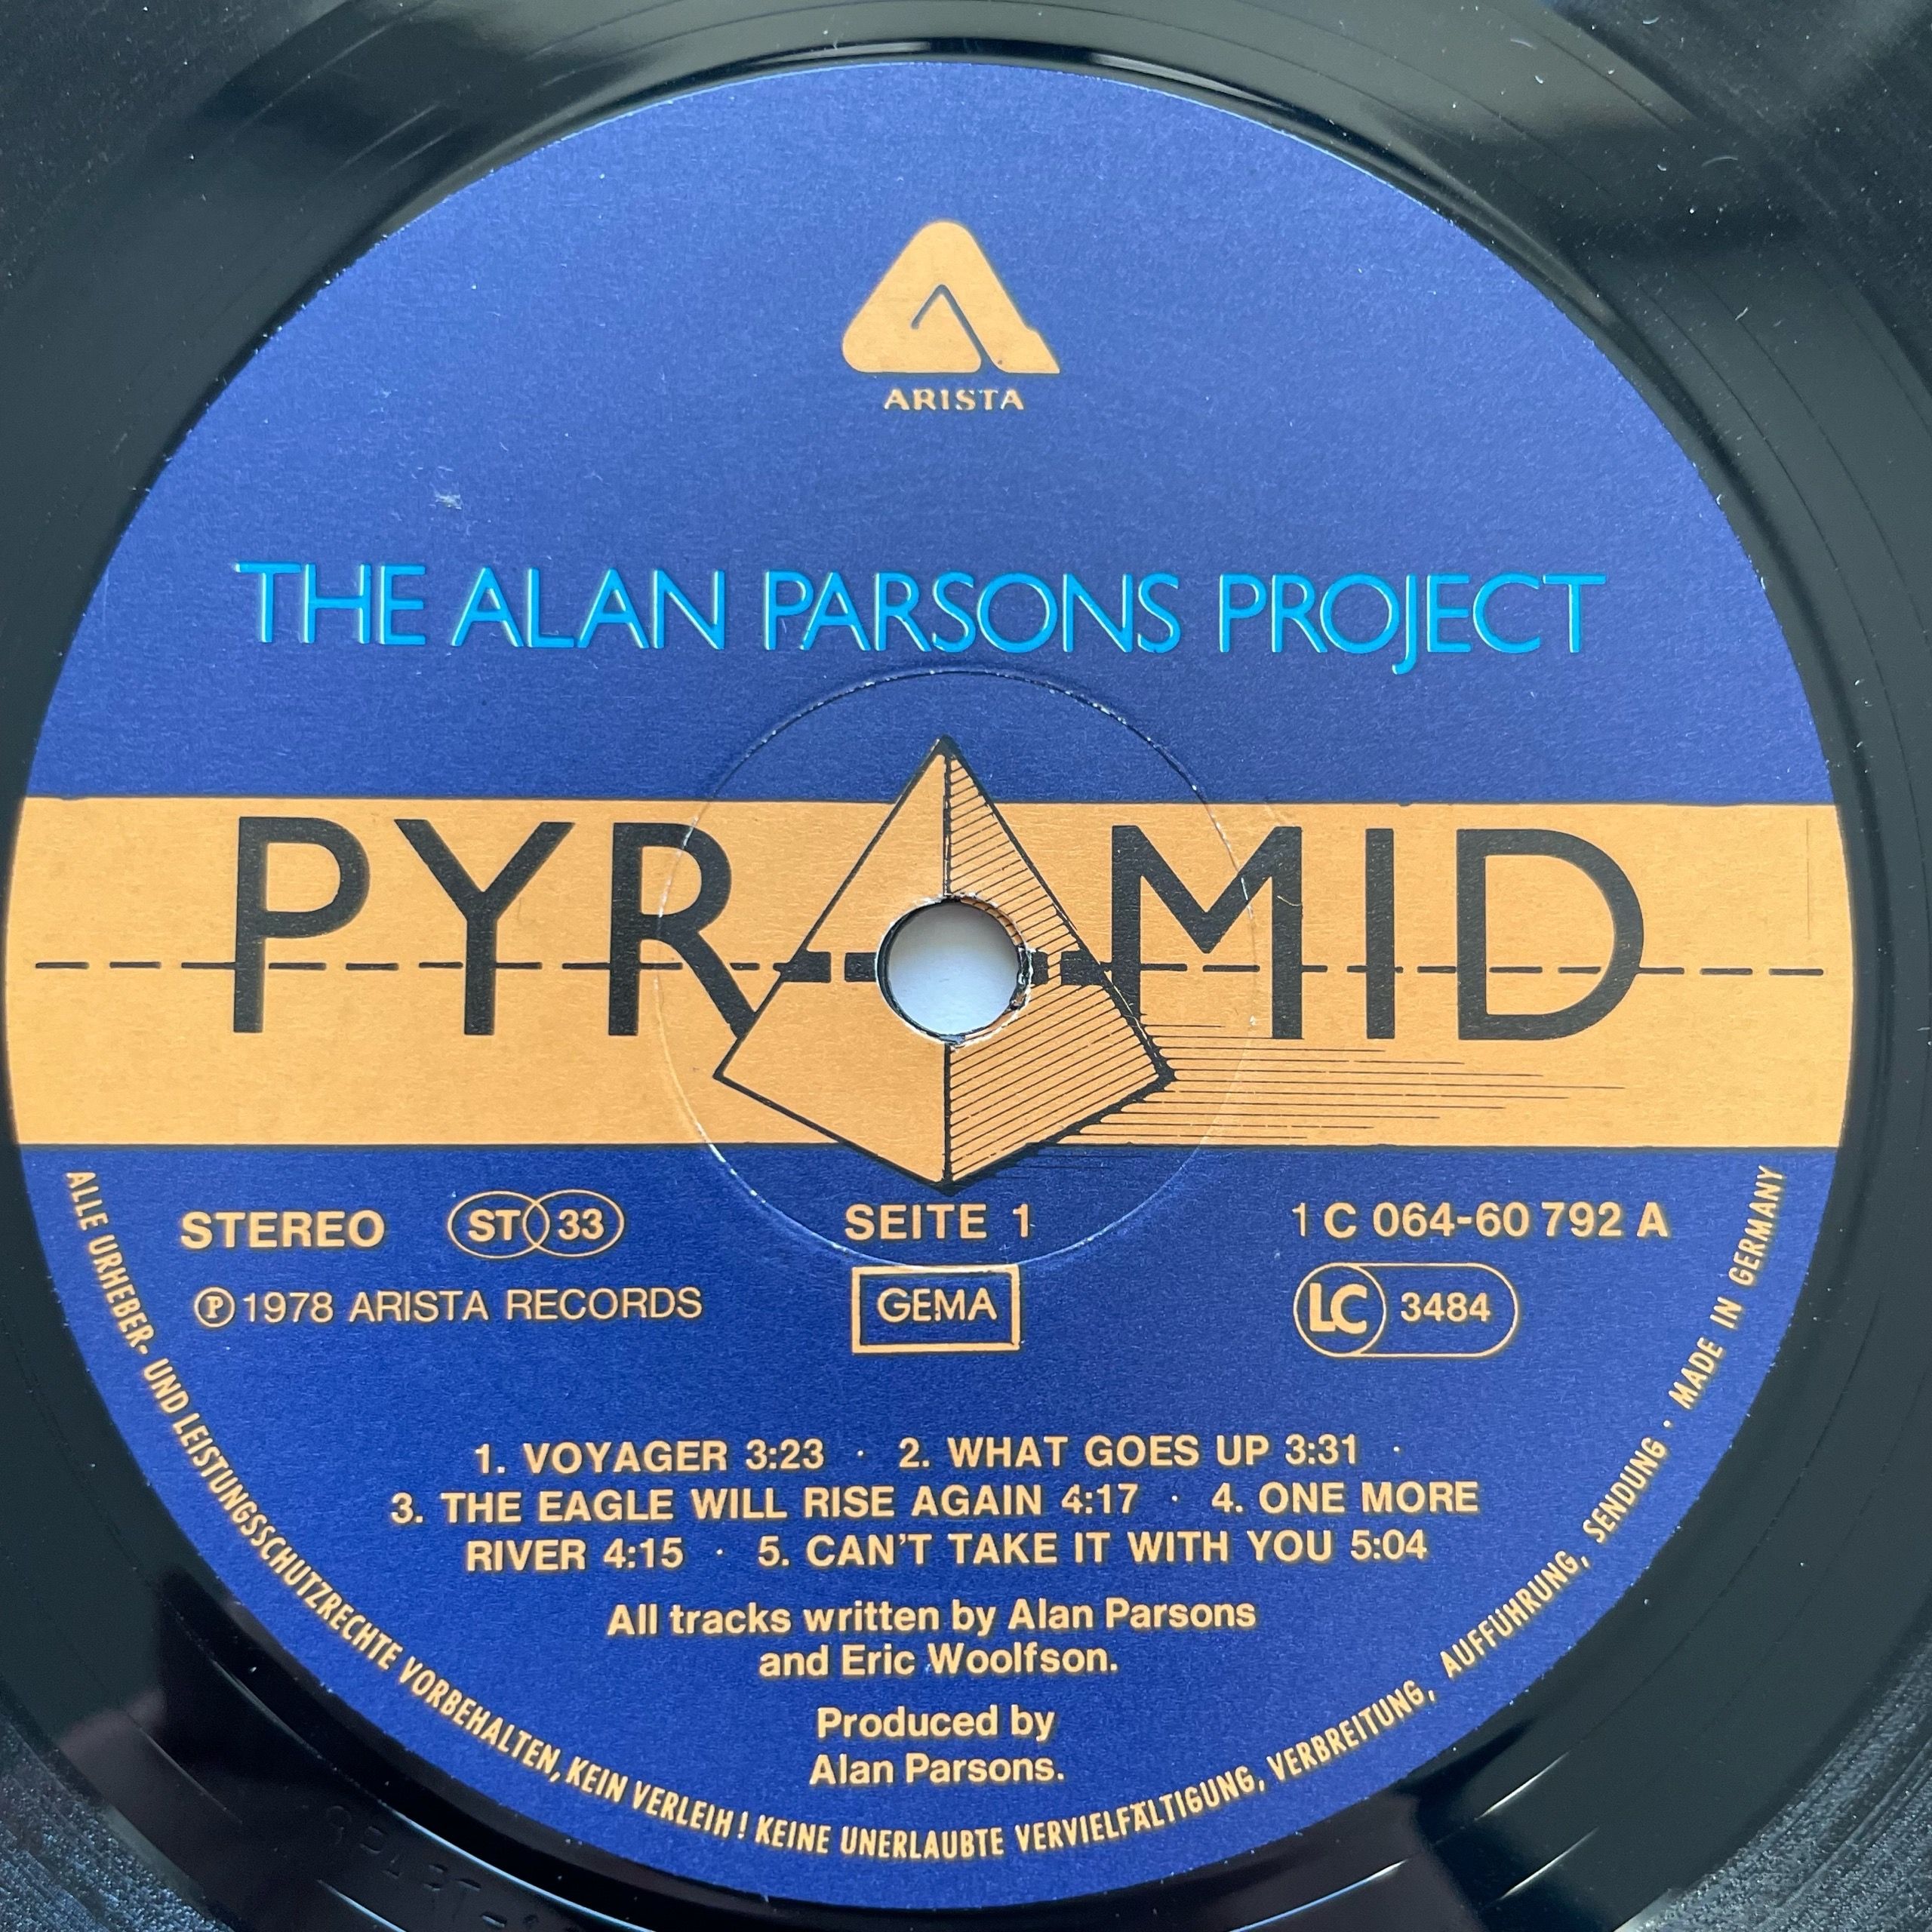 ARISTA
THE ALAN PARSONS PROJECT
PYRAMID
STEREO ST 33 SEITE 1 1 C 064-60 792 A
Ⓟ 1978 ARISTA RECORDS GEMA LC 3484
1. VOYAGER 3:23 · 2. WHAT GOES UP 3:31 ·
3. THE EAGLE WILL RISE AGAIN 4:17 · 4. ONE MORE
RIVER 4:15 · 5. CAN'T TAKE IT WITH YOU 5:04
All tracks written by Alan Parsons
and Eric Woolfson.
Produced by
Alan Parsons.
ALLE URHEBER- UND LEISTUNGSSCHUTZRECHTE VORBEHALTEN, KEIN VERLEIH! KEINE UNERLAUBTE VERVIELFÄLTIGUNG, VERBREITUNG, AUFFÜHRUNG, SENDUNG · MADE IN GERMANY